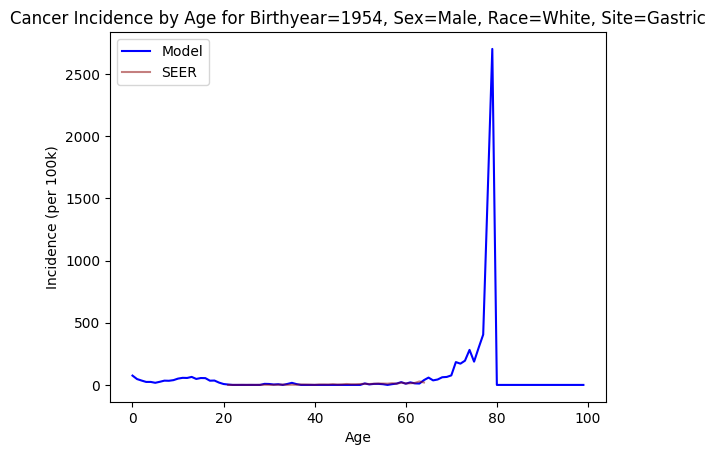 Cancer Incidence by Age for Birthyear=1954, Sex=Male, Race=White, Site=Gastric
Model
SEER
Incidence (per 100k)
2500
2000
1500
1000
500
0
0 20 40 60 80 100
Age